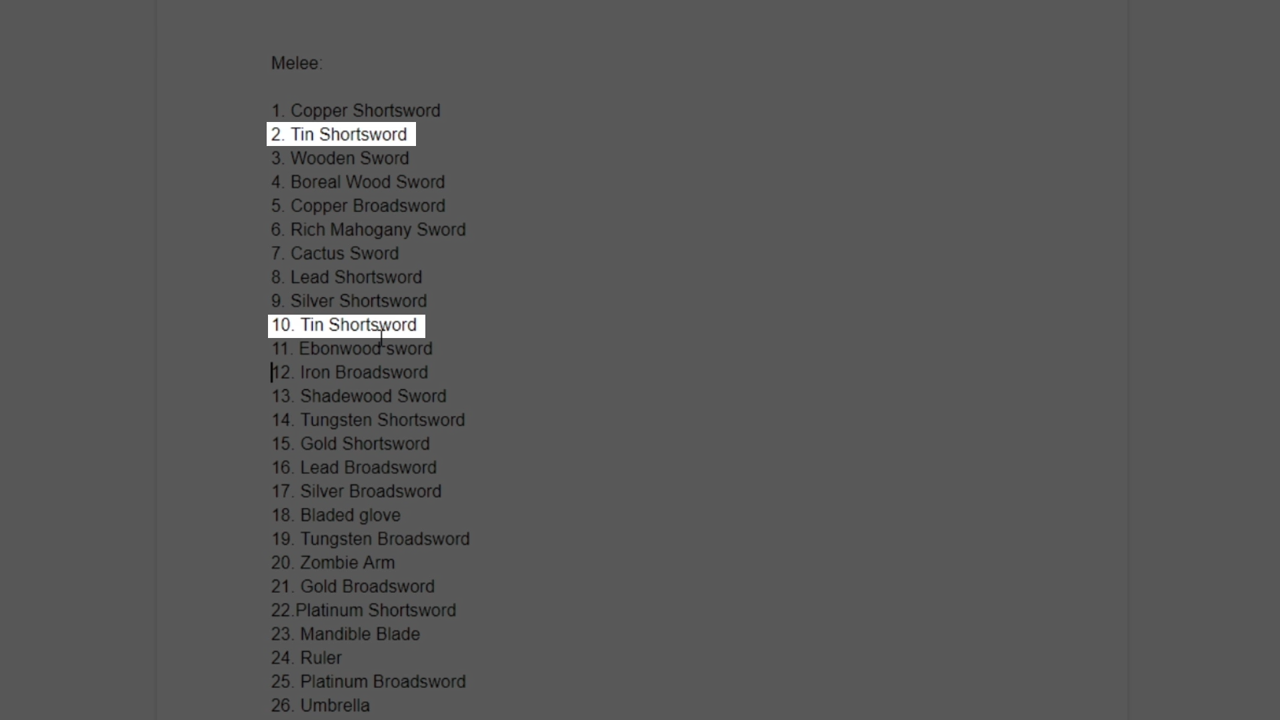 Melee:
1. Copper Shortsword
2. Tin Shortsword
3. Wooden Sword
4. Boreal Wood Sword
5. Copper Broadsword
6. Rich Mahogany Sword
7. Cactus Sword
8. Lead Shortsword
9. Silver Shortsword
10. Tin Shortsword
11. Ebonwood sword
12. Iron Broadsword
13. Shadewood Sword
14. Tungsten Shortsword
15. Gold Shortsword
16. Lead Broadsword
17. Silver Broadsword
18. Bladed glove
19. Tungsten Broadsword
20. Zombie Arm
21. Gold Broadsword
22.Platinum Shortsword
23. Mandible Blade
24. Ruler
25. Platinum Broadsword
26. Umbrella